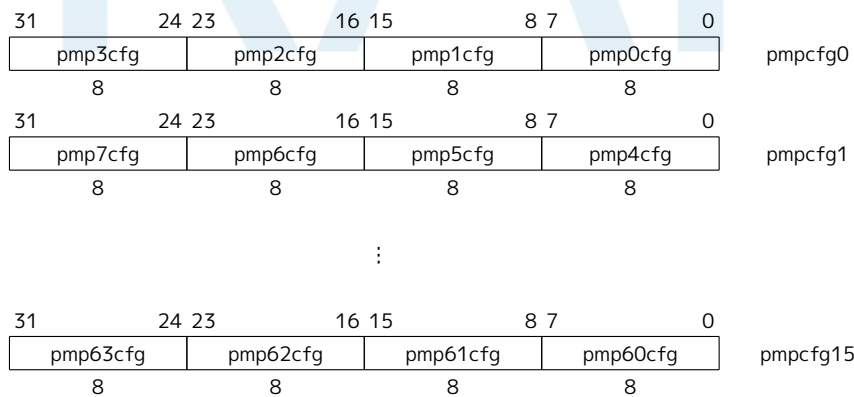 31 24 23 16 15 8 7 0
pmp3cfg pmp2cfg pmp1cfg pmp0cfg pmpcfg0
8 8 8 8
31 24 23 16 15 8 7 0
pmp7cfg pmp6cfg pmp5cfg pmp4cfg pmpcfg1
8 8 8 8
⋮
31 24 23 16 15 8 7 0
pmp63cfg pmp62cfg pmp61cfg pmp60cfg pmpcfg15
8 8 8 8